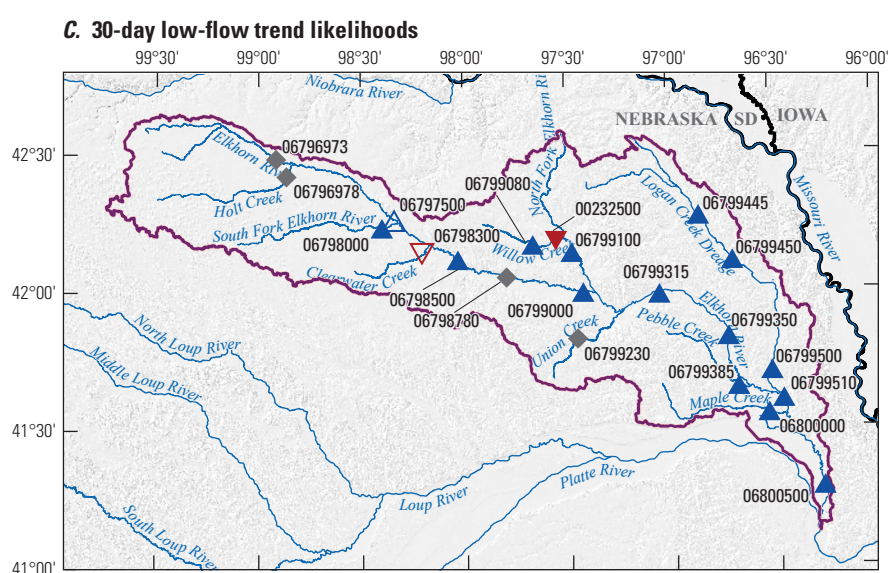 C. 30-day low-flow trend likelihoods
99°30' 99°00' 98°30' 98°00' 97°30' 97°00' 96°30' 96°00'
Niobrara River
NEBRASKA SD IOWA
Missouri River
42°30'
06796973
Elkhorn River
06796978
Holt Creek
North Fork Elkhorn River
06799080
00232500
Logan Creek Dredge
06799445
06797500
South Fork Elkhorn River
06798000
06798300
Willow Creek
06799100
06799450
Clearwater Creek
42°00'
06798500
06798780
06799000
06799315
Elkhorn River
06799350
Pebble Creek
Union Creek
06799230
North Loup River
Middle Loup River
06799385
06799500
06799510
Maple Creek
06800000
41°30'
Platte River
Loup River
06800500
South Loup River
41°00'